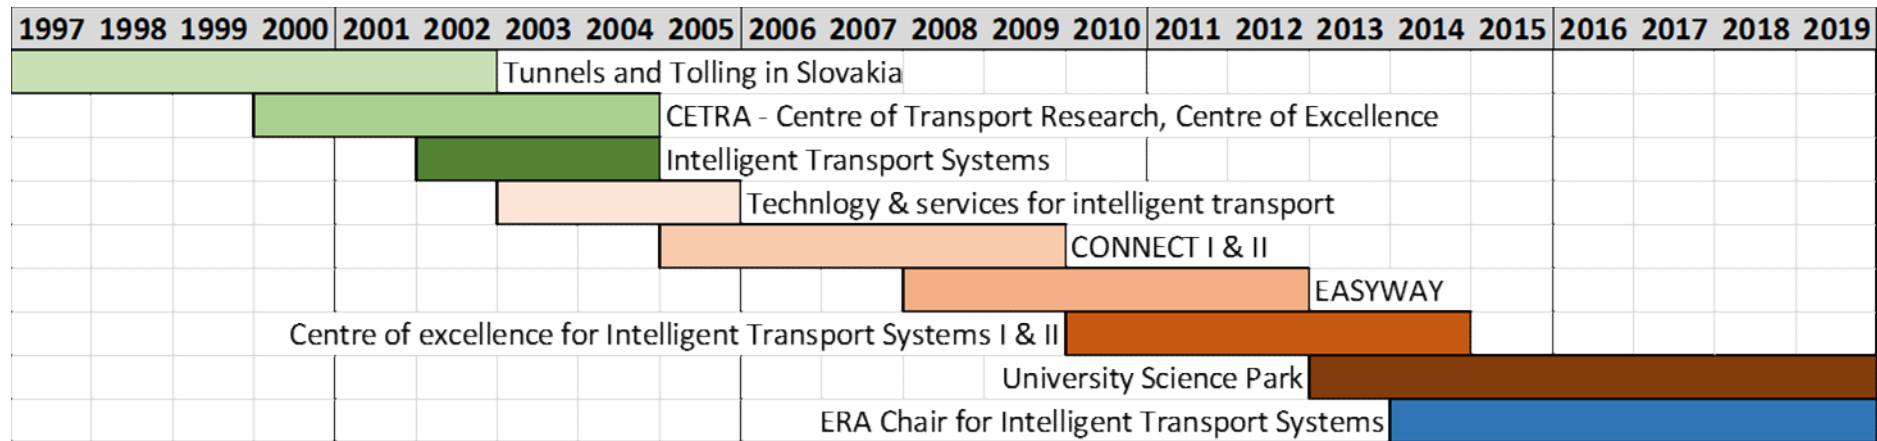 1997 1998 1999 2000 2001 2002 2003 2004 2005 2006 2007 2008 2009 2010 2011 2012 2013 2014 2015 2016 2017 2018 2019
Tunnels and Tolling in Slovakia
CETRA - Centre of Transport Research, Centre of Excellence
Intelligent Transport Systems
Technlogy & services for intelligent transport
CONNECT I & II
EASYWAY
Centre of excellence for Intelligent Transport Systems I & II
University Science Park
ERA Chair for Intelligent Transport Systems